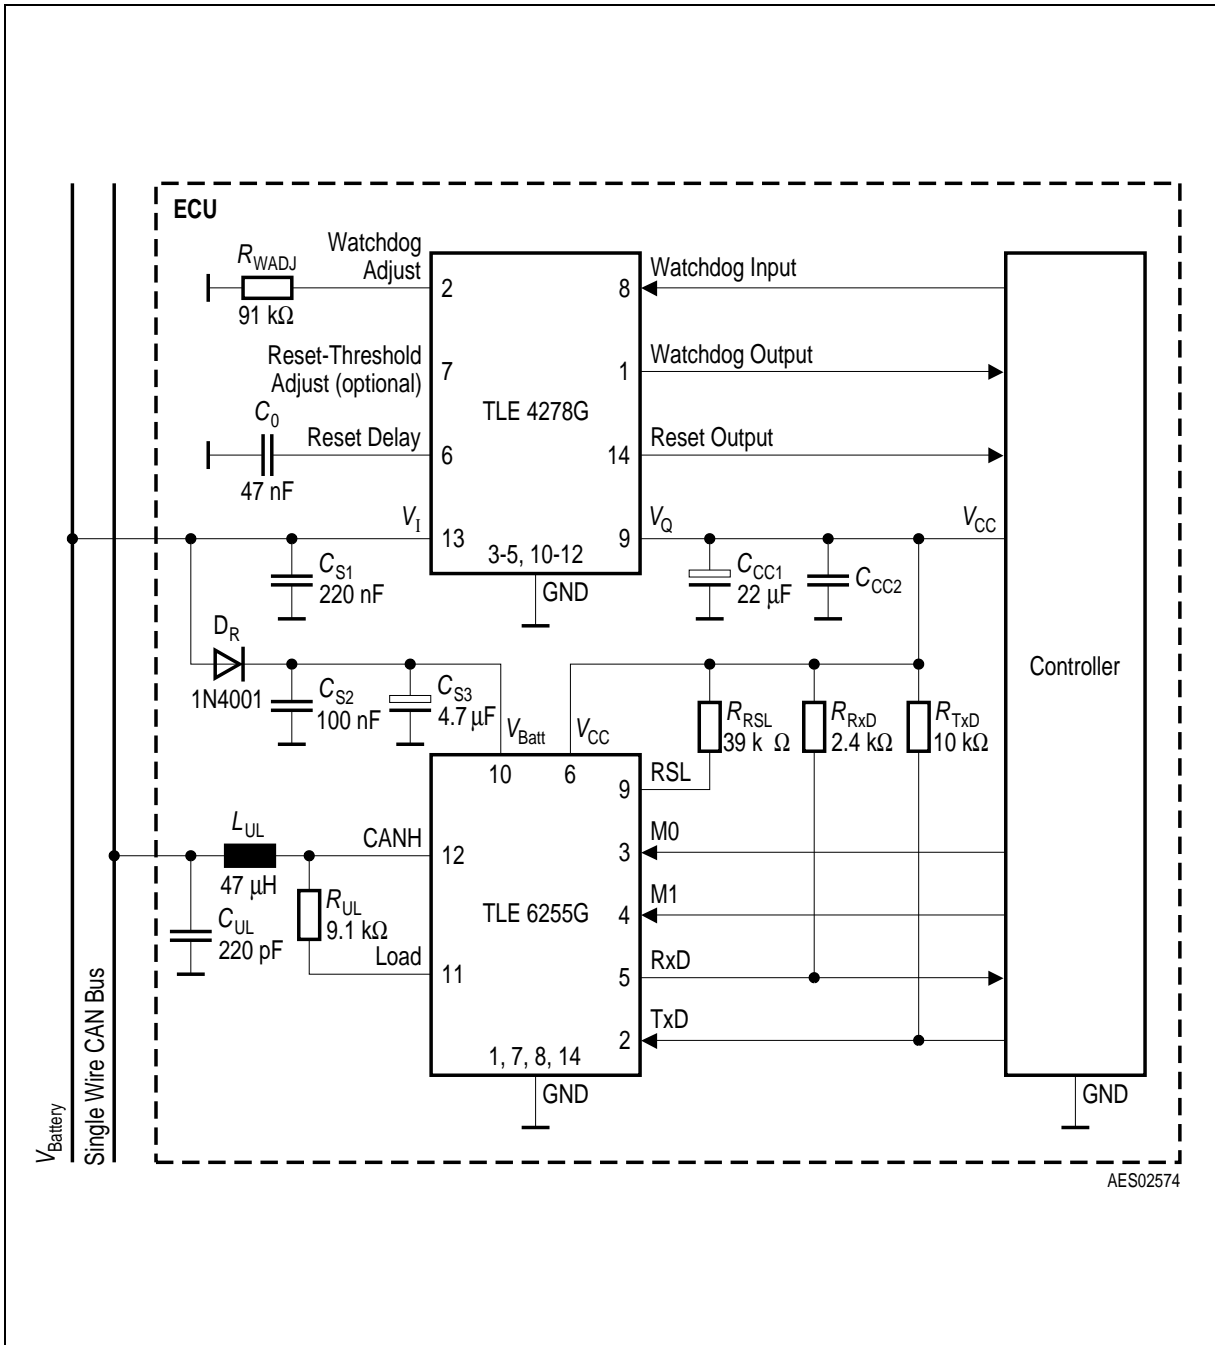 ECU
R_WADJ
91 kΩ
Watchdog
Adjust
2
8
Watchdog Input
Reset-Threshold
Adjust (optional)
7
1
Watchdog Output
TLE 4278G
C_0
47 nF
Reset Delay
6
14
Reset Output
V_I
13
3-5, 10-12
9
V_Q
V_CC
GND
C_S1
220 nF
C_CC1
22 µF
C_CC2
D_R
1N4001
C_S2
100 nF
C_S3
4.7 µF
V_Batt
V_CC
R_RSL
39 k Ω
R_RxD
2.4 kΩ
R_TxD
10 kΩ
Controller
10
6
9
RSL
L_UL
47 µH
CANH
12
3
M0
C_UL
220 pF
R_UL
9.1 kΩ
TLE 6255G
4
M1
Load
11
5
RxD
2
TxD
1, 7, 8, 14
GND
GND
V_Battery
Single Wire CAN Bus
AES02574